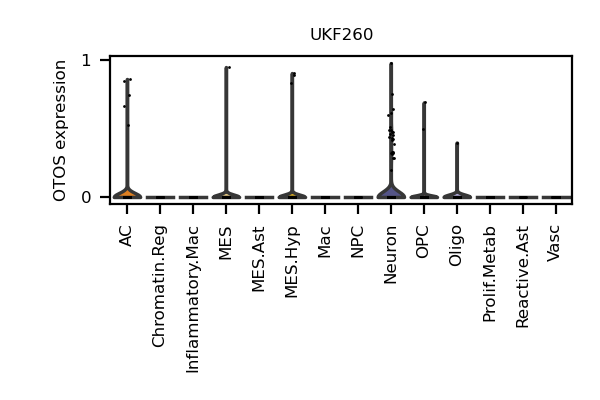 UKF260
OTOS expression
1
0
AC
Chromatin.Reg
Inflammatory.Mac
MES
MES.Ast
MES.Hyp
Mac
NPC
Neuron
OPC
Oligo
Prolif.Metab
Reactive.Ast
Vasc